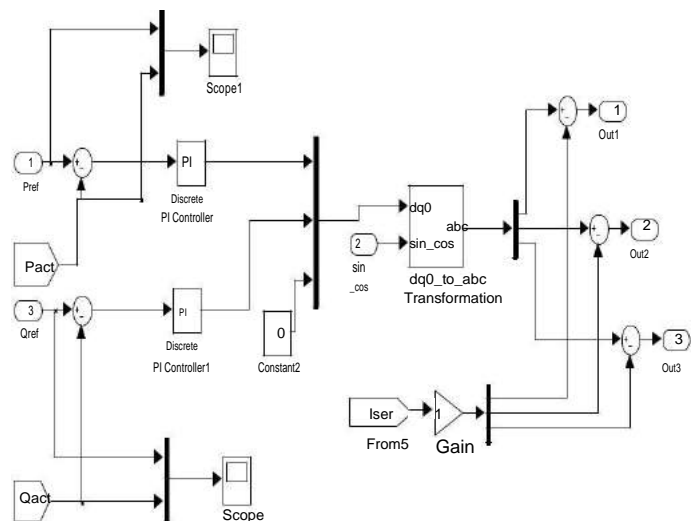 Scope1
1
Pref
+
-
PI
Discrete
PI Controller
Pact
3
Qref
+
-
PI
Discrete
PI Controller1
0
Constant2
2
sin
_cos
dq0
abc
sin_cos
dq0_to_abc
Transformation
+
-
1
Out1
+
-
2
Out2
+
-
3
Out3
Iser
From5
1
Gain
Qact
Scope